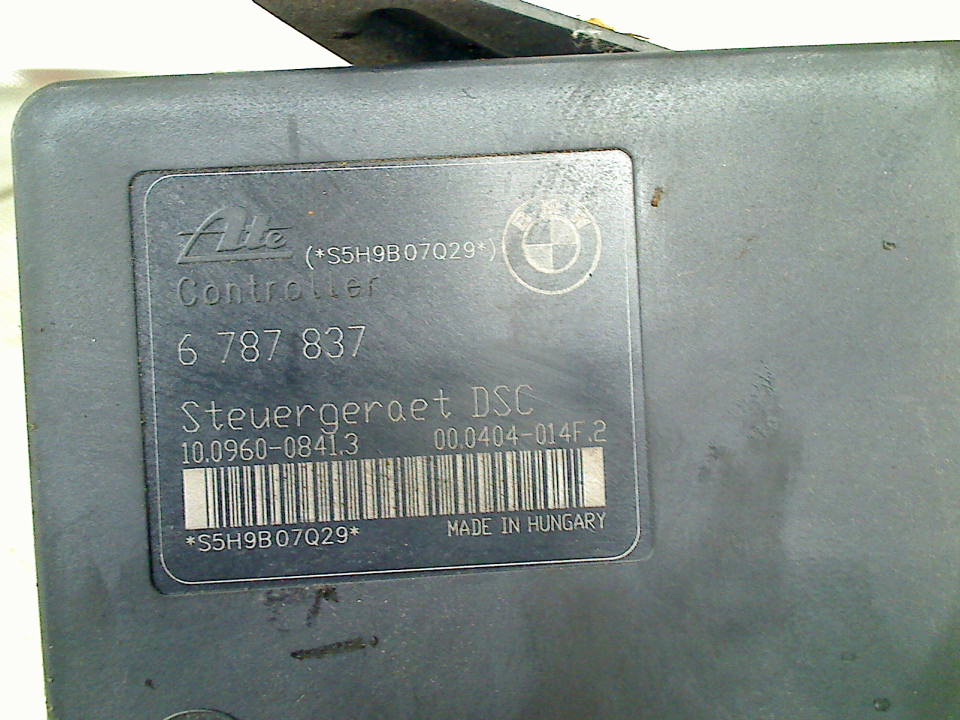 Ate
(*S5H9B07Q29*)
BMW
Controller
6 787 837
Steuergeraet DSC
10.0960-0841.3 00.0404-014F.2
*S5H9B07Q29*
MADE IN HUNGARY